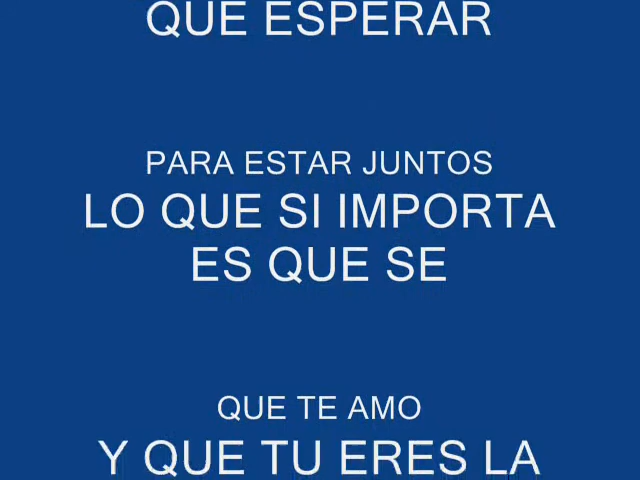 QUE ESPERAR
PARA ESTAR JUNTOS
LO QUE SI IMPORTA
ES QUE SE
QUE TE AMO
Y QUE TU ERES LA